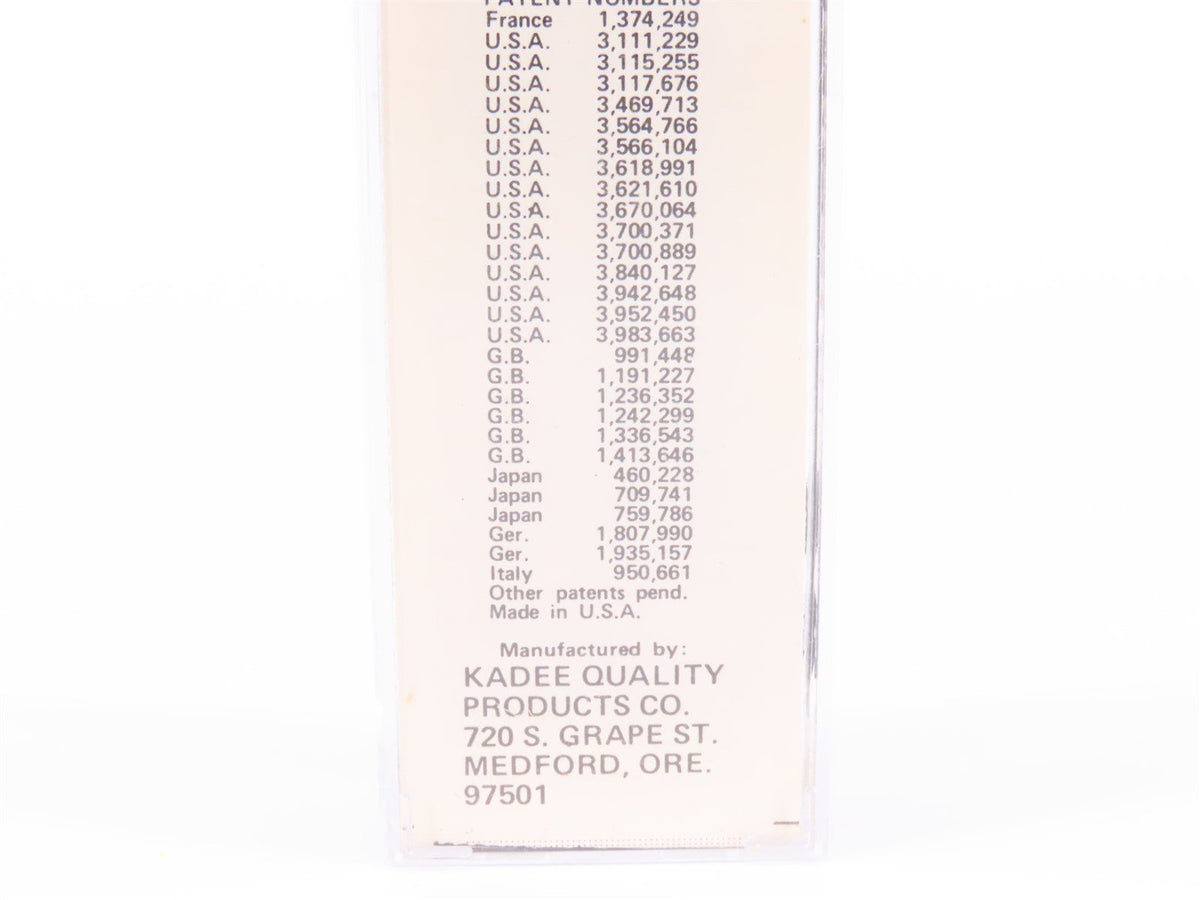 PATENT NUMBERS
France 1,374,249
U.S.A. 3,111,229
U.S.A. 3,115,255
U.S.A. 3,117,676
U.S.A. 3,469,713
U.S.A. 3,564,766
U.S.A. 3,566,104
U.S.A. 3,618,991
U.S.A. 3,621,610
U.S.A. 3,670,064
U.S.A. 3,700,371
U.S.A. 3,700,889
U.S.A. 3,840,127
U.S.A. 3,942,648
U.S.A. 3,952,450
U.S.A. 3,983,663
G.B. 991,448
G.B. 1,191,227
G.B. 1,236,352
G.B. 1,242,299
G.B. 1,336,543
G.B. 1,413,646
Japan 460,228
Japan 709,741
Japan 759,786
Ger. 1,807,990
Ger. 1,935,157
Italy 950,661
Other patents pend.
Made in U.S.A.
Manufactured by:
KADEE QUALITY
PRODUCTS CO.
720 S. GRAPE ST.
MEDFORD, ORE.
97501